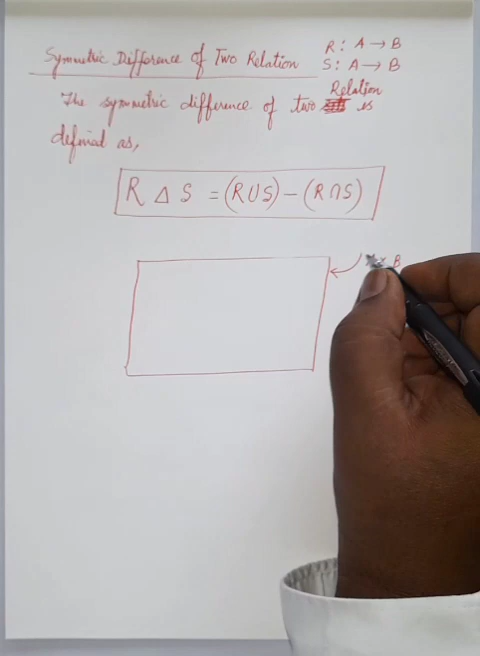 Symmetric Difference of Two Relation
R: A → B
S: A → B
The symmetric difference of two Relation is
defined as,
R Δ S = (R∪S) − (R∩S)
B